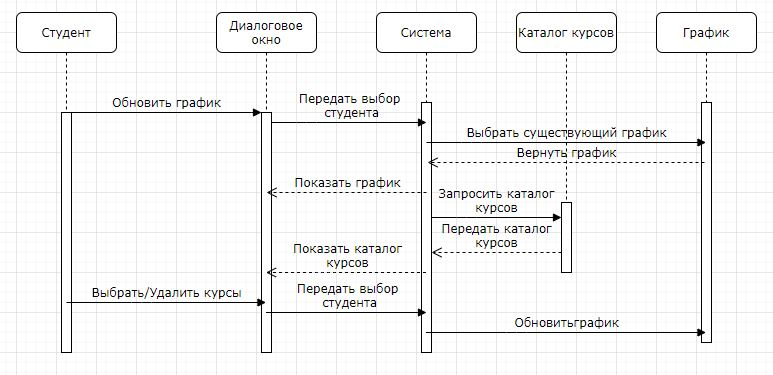 Студент
Диалоговое
окно
Система
Каталог курсов
График
Обновить график
Передать выбор
студента
Выбрать существующий график
Вернуть график
Показать график
Запросить каталог
курсов
Передать каталог
курсов
Показать каталог
курсов
Выбрать/Удалить курсы
Передать выбор
студента
Обновитьграфик